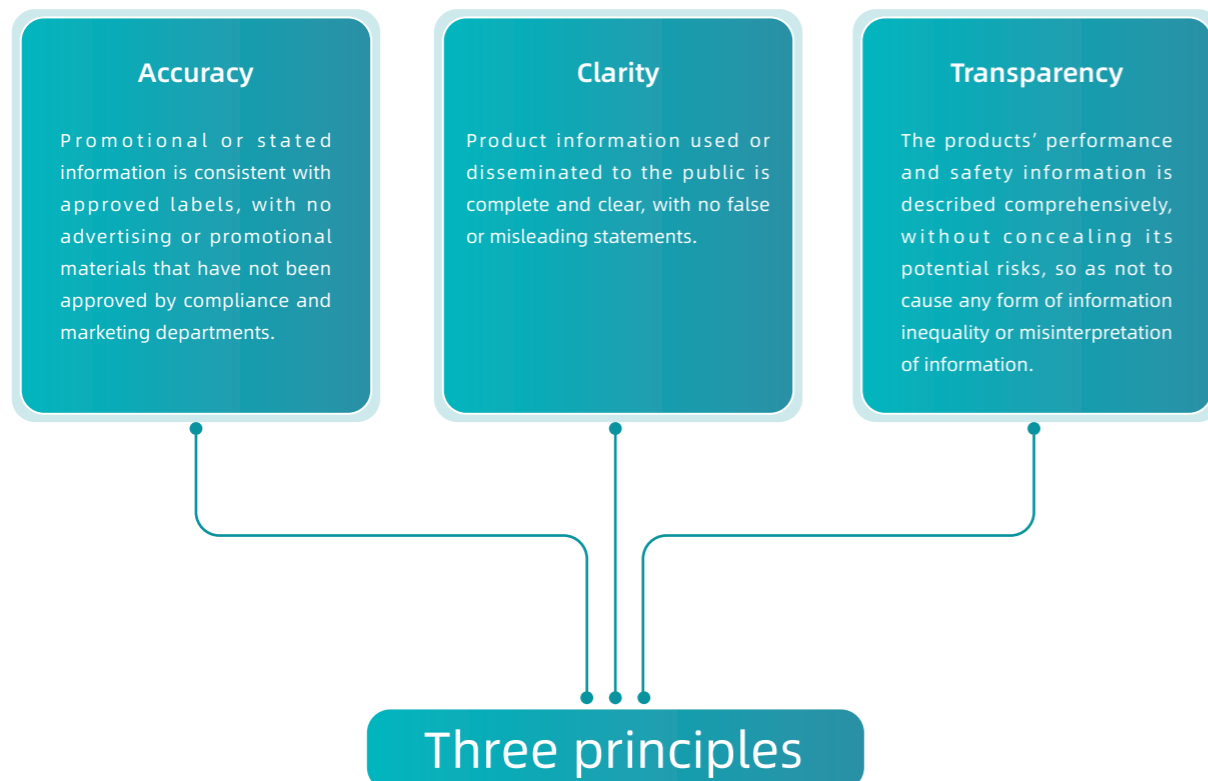 Accuracy
Promotional or stated
information is consistent with
approved labels, with no
advertising or promotional
materials that have not been
approved by compliance and
marketing departments.
Clarity
Product information used or
disseminated to the public is
complete and clear, with no false
or misleading statements.
Transparency
The products’ performance
and safety information is
described comprehensively,
without concealing its
potential risks, so as not to
cause any form of information
inequality or misinterpretation
of information.
Three principles